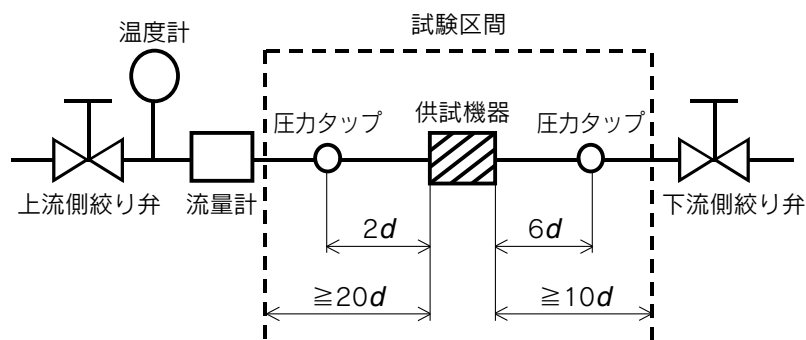 試験区間
温度計
圧力タップ
供試機器
圧力タップ
上流側絞り弁
流量計
下流側絞り弁
2d
6d
≧20d
≧10d